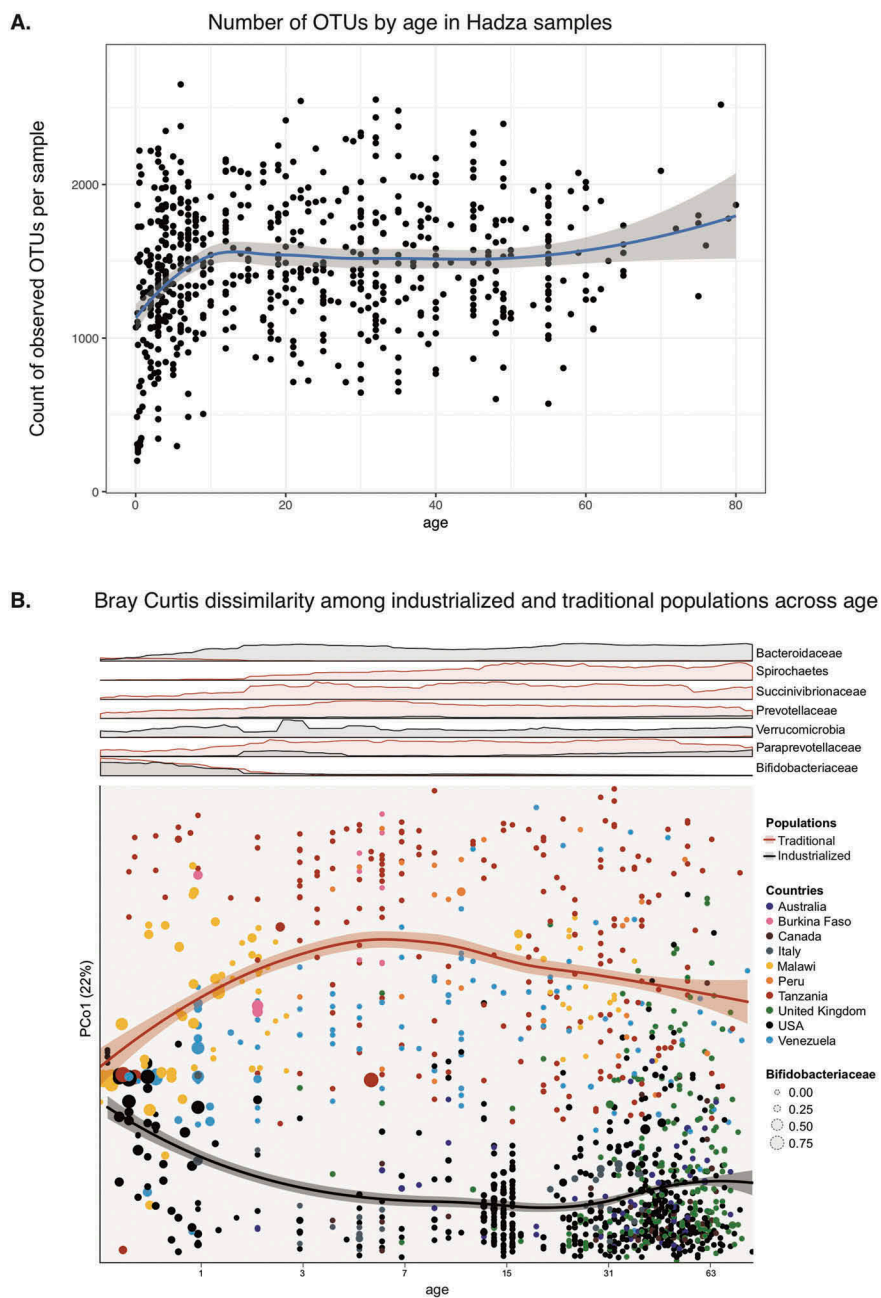 A.
Number of OTUs by age in Hadza samples
Count of observed OTUs per sample
2000
1000
0
0 20 40 60 80
age
B.
Bray Curtis dissimilarity among industrialized and traditional populations across age
Bacteroidaceae
Spirochaetes
Succinivibrionaceae
Prevotellaceae
Verrucomicrobia
Paraprevotellaceae
Bifidobacteriaceae
PCo1 (22%)
Populations
Traditional
Industrialized
Countries
Australia
Burkina Faso
Canada
Italy
Malawi
Peru
Tanzania
United Kingdom
USA
Venezuela
Bifidobacteriaceae
0.00
0.25
0.50
0.75
1 3 7 15 31 63
age